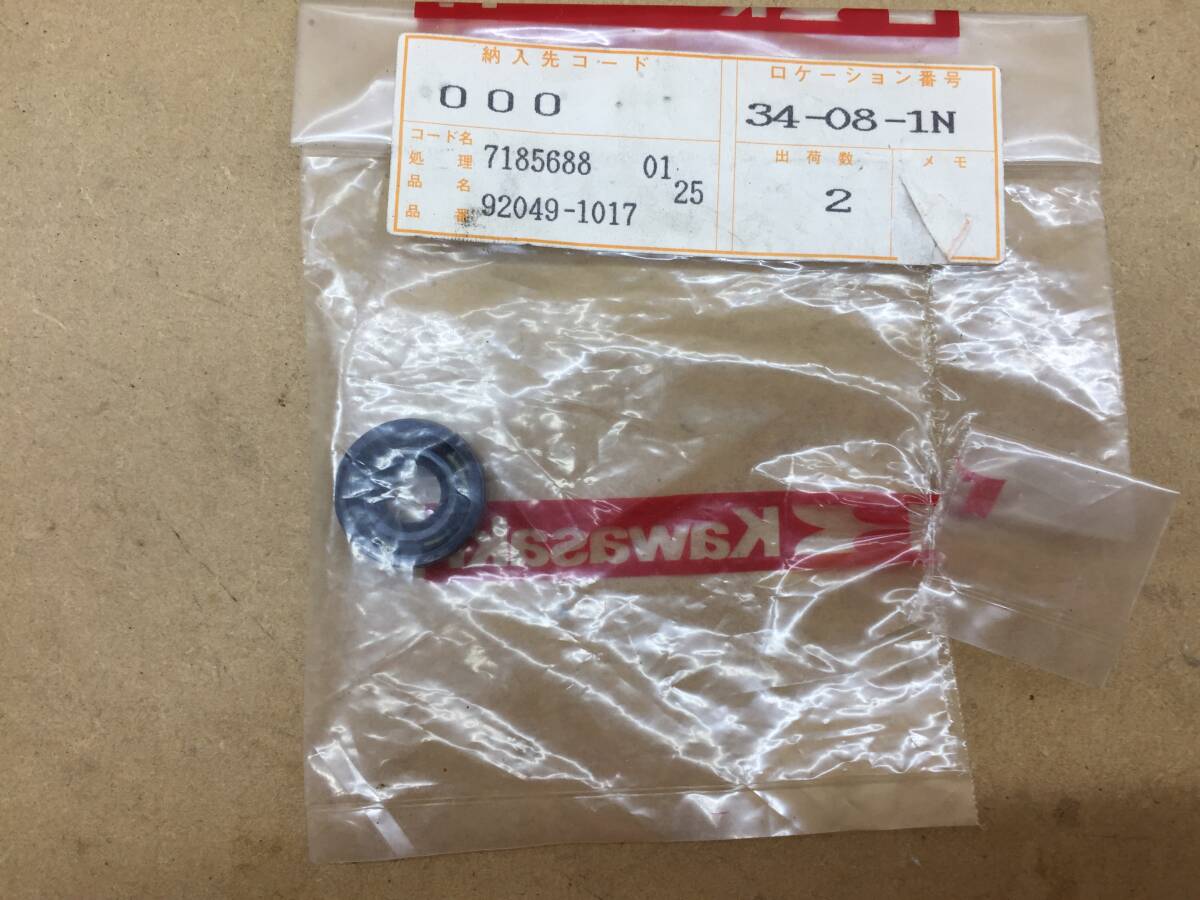 納入先コード
ロケーション番号
000
34-08-1N
コード名
処理
7185688 01
25
出荷数
メモ
品名
2
品番
92049-1017
Kawasaki